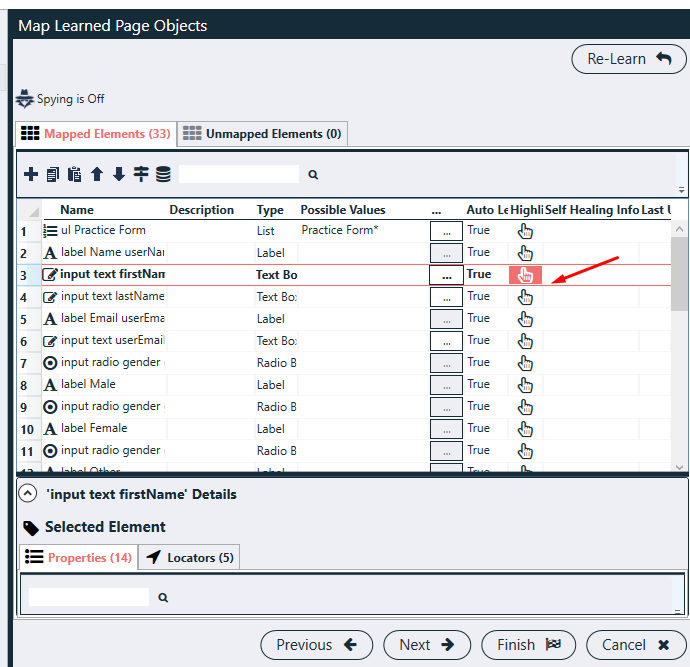 Map Learned Page Objects
Re-Learn
Spying is Off
Mapped Elements (33) Unmapped Elements (0)
Name Description Type Possible Values ... Auto Le Highli Self Healing Info Last U
1 ul Practice Form List Practice Form* ... True
2 label Name userNar Label ... True
3 input text firstNam Text Bo ... True
4 input text lastName Text Box ... True
5 label Email userEma Label ... True
6 input text userEmail Text Box ... True
7 input radio gender Radio B ... True
8 label Male Label ... True
9 input radio gender Radio B ... True
10 label Female Label ... True
11 input radio gender Radio B ... True
12 label Other Label ... True
'input text firstName' Details
Selected Element
Properties (14) Locators (5)
Previous Next Finish Cancel